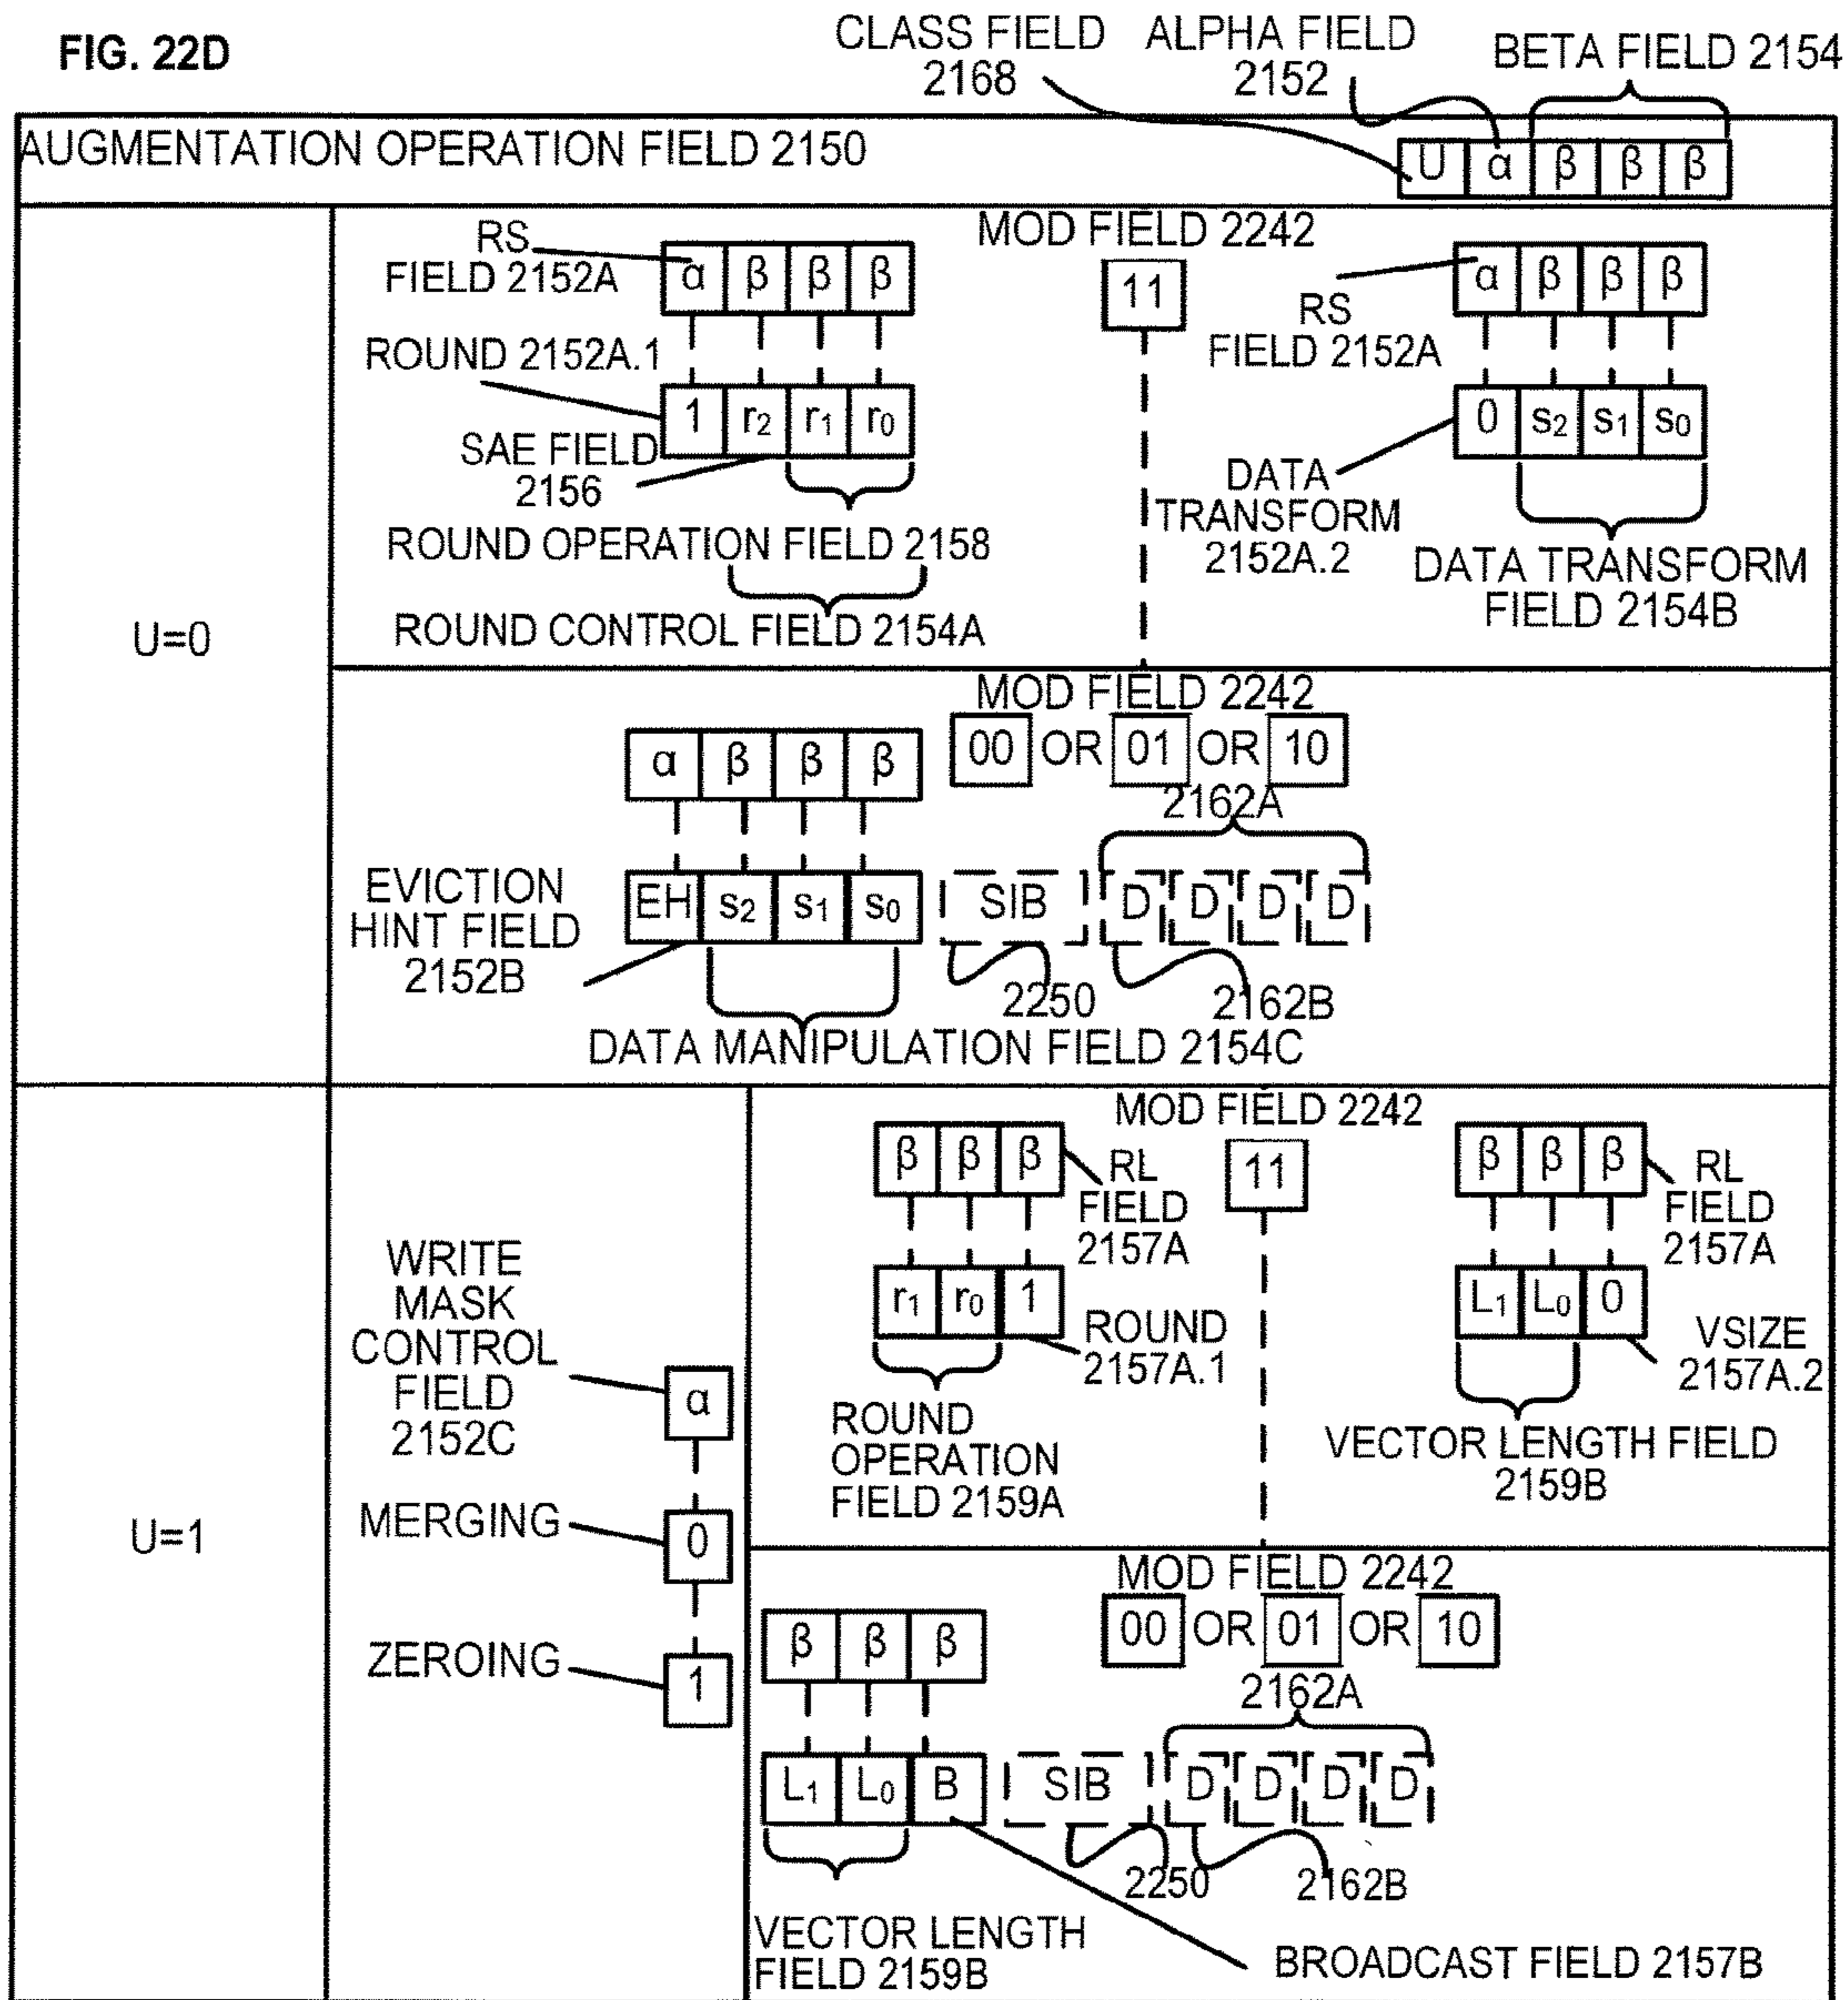 FIG. 22D
CLASS FIELD 2168
ALPHA FIELD 2152
BETA FIELD 2154
AUGMENTATION OPERATION FIELD 2150
U α β β β
U=0
MOD FIELD 2242
11
RS FIELD 2152A
α β β β
ROUND 2152A.1
1 r2 r1 r0
SAE FIELD 2156
ROUND OPERATION FIELD 2158
ROUND CONTROL FIELD 2154A
α β β β
RS FIELD 2152A
0 s2 s1 s0
DATA TRANSFORM 2152A.2
DATA TRANSFORM FIELD 2154B
MOD FIELD 2242
00 OR 01 OR 10
α β β β
2162A
EVICTION HINT FIELD 2152B
EH s2 s1 s0 SIB D D D D
2250
2162B
DATA MANIPULATION FIELD 2154C
U=1
WRITE MASK CONTROL FIELD 2152C
α
MERGING
0
ZEROING
1
MOD FIELD 2242
11
β β β
RL FIELD 2157A
r1 r0 1
ROUND 2157A.1
ROUND OPERATION FIELD 2159A
β β β
RL FIELD 2157A
L1 L0 0
VSIZE 2157A.2
VECTOR LENGTH FIELD 2159B
MOD FIELD 2242
00 OR 01 OR 10
β β β
2162A
L1 L0 B SIB D D D D
2250
2162B
VECTOR LENGTH FIELD 2159B
BROADCAST FIELD 2157B